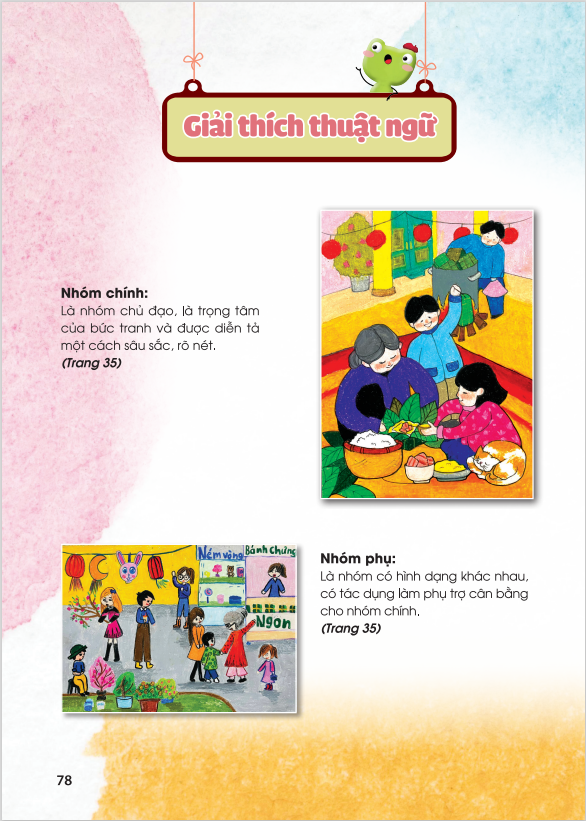 Giải thích thuật ngữ
Nhóm chính:
Là nhóm chủ đạo, là trọng tâm
của bức tranh và được diễn tả
một cách sâu sắc, rõ nét.
(Trang 35)
Ném vòng
Bánh Chưng
Ngon
Nhóm phụ:
Là nhóm có hình dạng khác nhau,
có tác dụng làm phụ trợ cân bằng
cho nhóm chính.
(Trang 35)
78